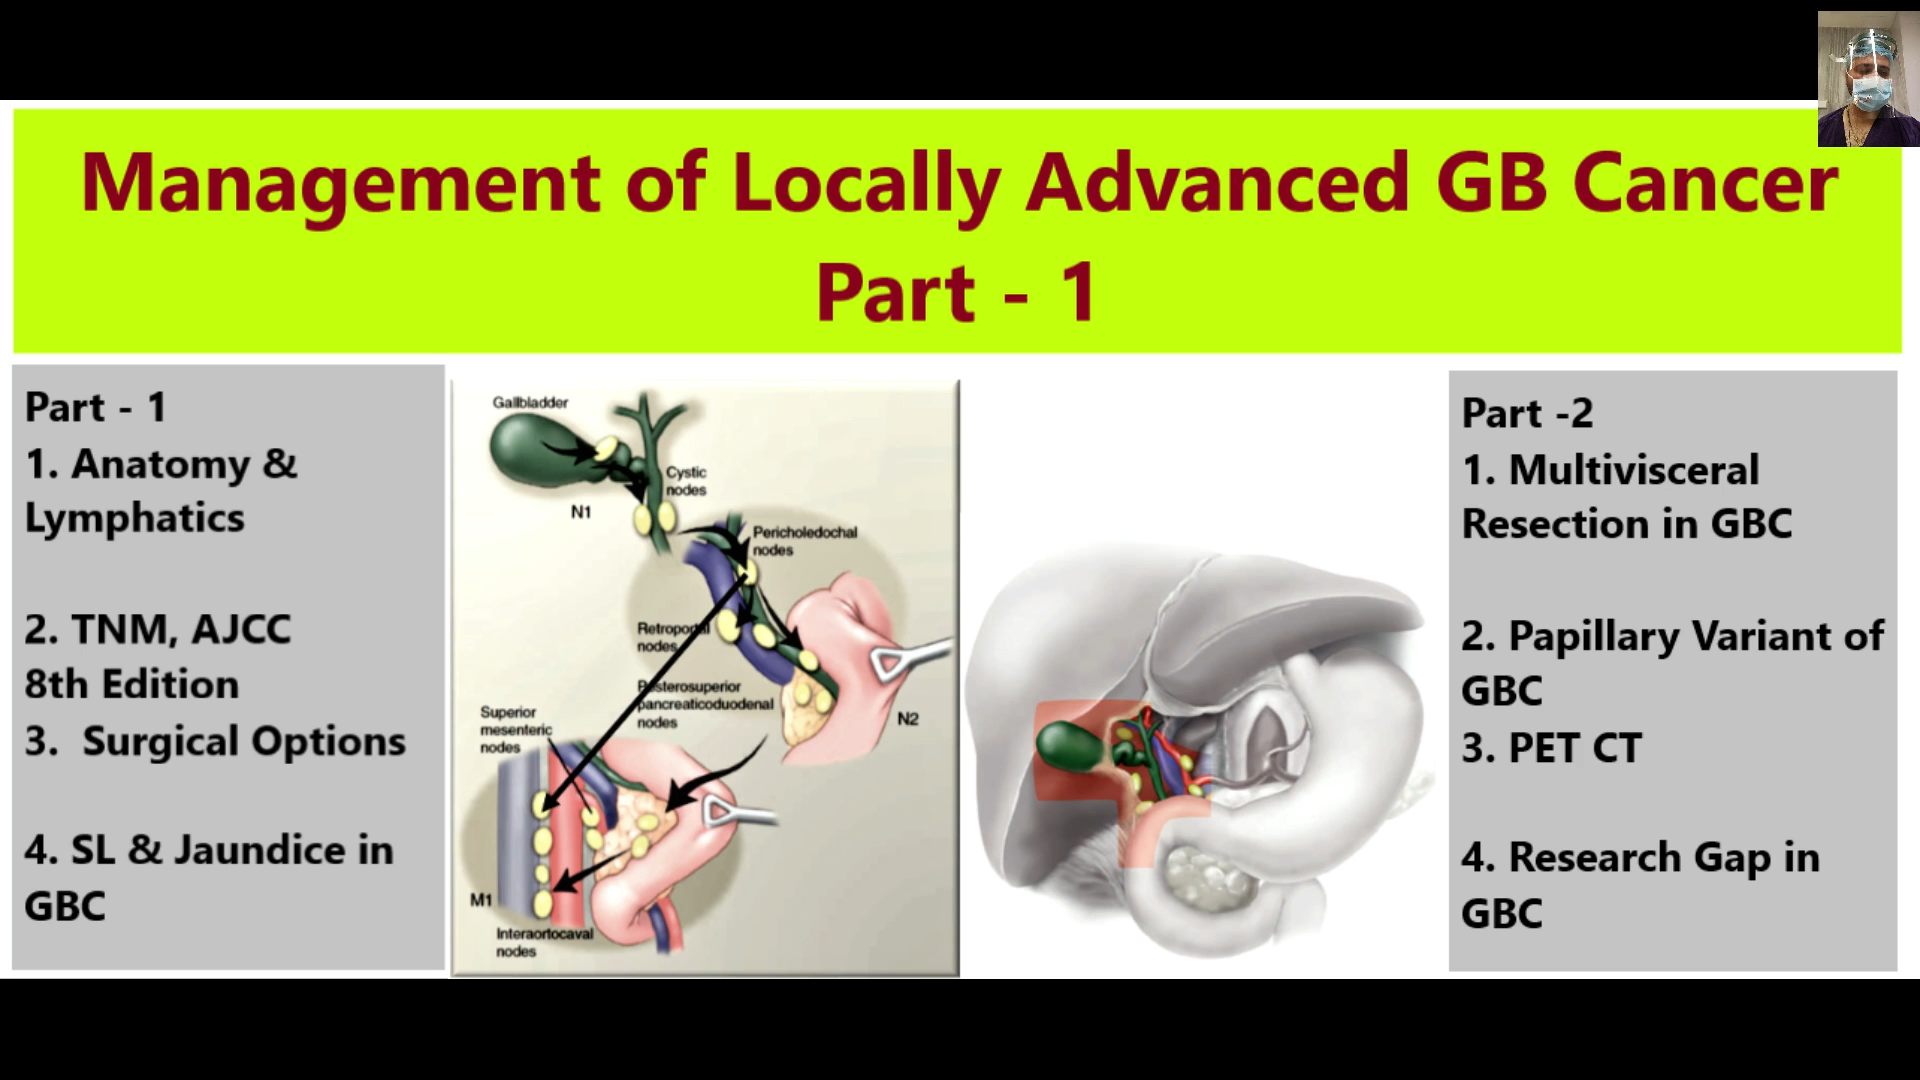 Management of Locally Advanced GB Cancer
Part - 1
Part - 1
1. Anatomy &
Lymphatics
2. TNM, AJCC
8th Edition
3. Surgical Options
4. SL & Jaundice in
GBC
Gallbladder
Cystic
nodes
N1
Pericholedochal
nodes
Retroportal
nodes
Posterosuperior
pancreaticoduodenal
nodes
N2
Superior
mesenteric
nodes
M1
Interaortocaval
nodes
Part -2
1. Multivisceral
Resection in GBC
2. Papillary Variant of
GBC
3. PET CT
4. Research Gap in
GBC